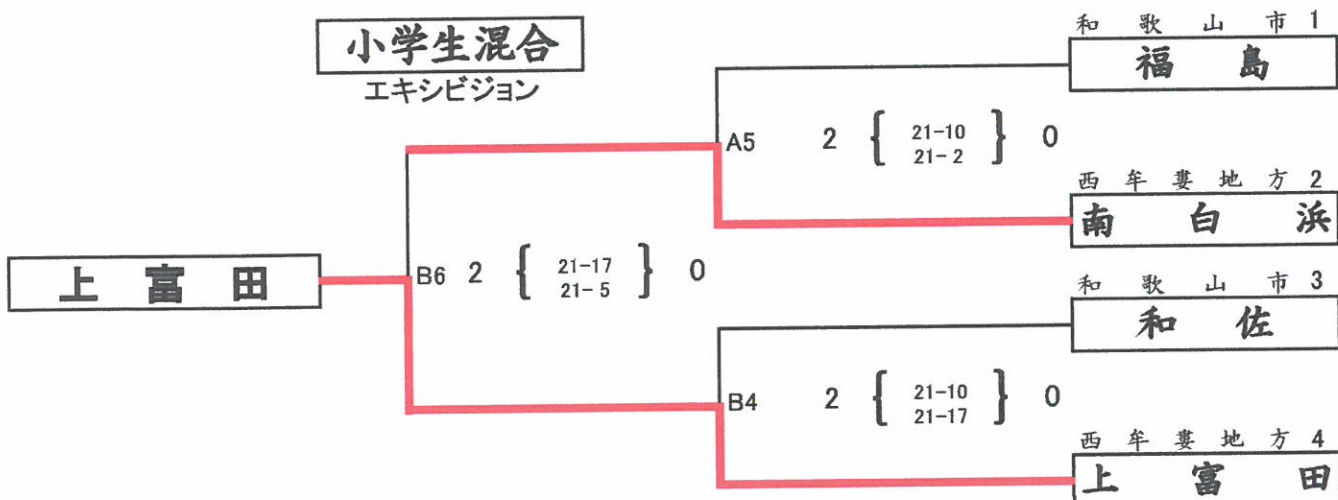 小学生混合
エキシビジョン
和歌山市 1
福島
A5 2 { 21-10 21-2 } 0
西牟婁地方 2
南白浜
上富田
B6 2 { 21-17 21-5 } 0
和歌山市 3
和佐
B4 2 { 21-10 21-17 } 0
西牟婁地方 4
上富田